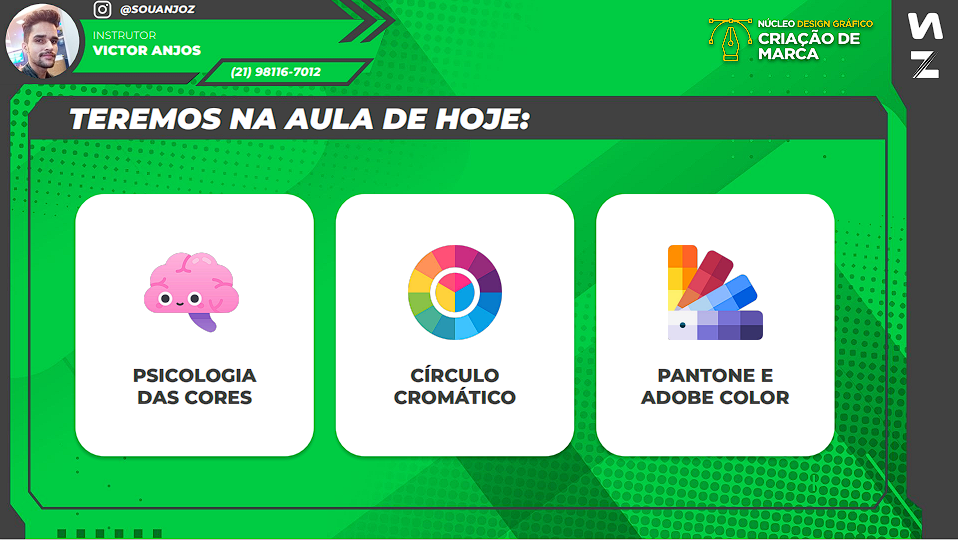 @SOUANJOZ
INSTRUTOR
VICTOR ANJOS
(21) 98116-7012
NÚCLEO DESIGN GRÁFICO
CRIAÇÃO DE
MARCA
TEREMOS NA AULA DE HOJE:
PSICOLOGIA
DAS CORES
CÍRCULO
CROMÁTICO
PANTONE E
ADOBE COLOR